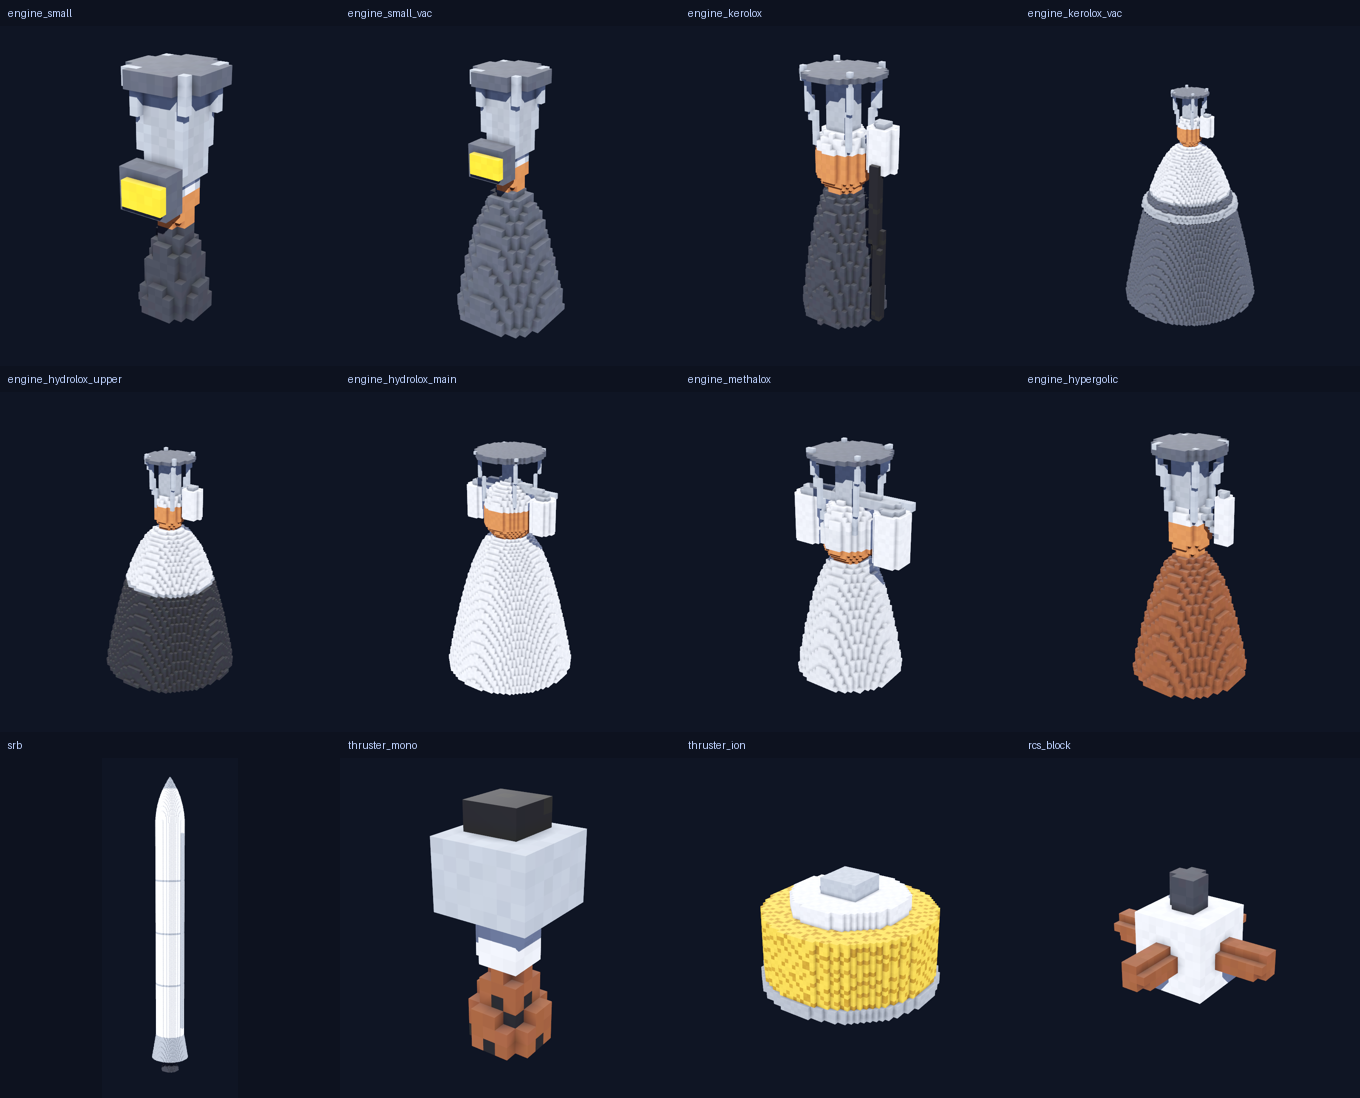 engine_small
engine_small_vac
engine_kerolox
engine_kerolox_vac
engine_hydrolox_upper
engine_hydrolox_main
engine_methalox
engine_hypergolic
srb
thruster_mono
thruster_ion
rcs_block